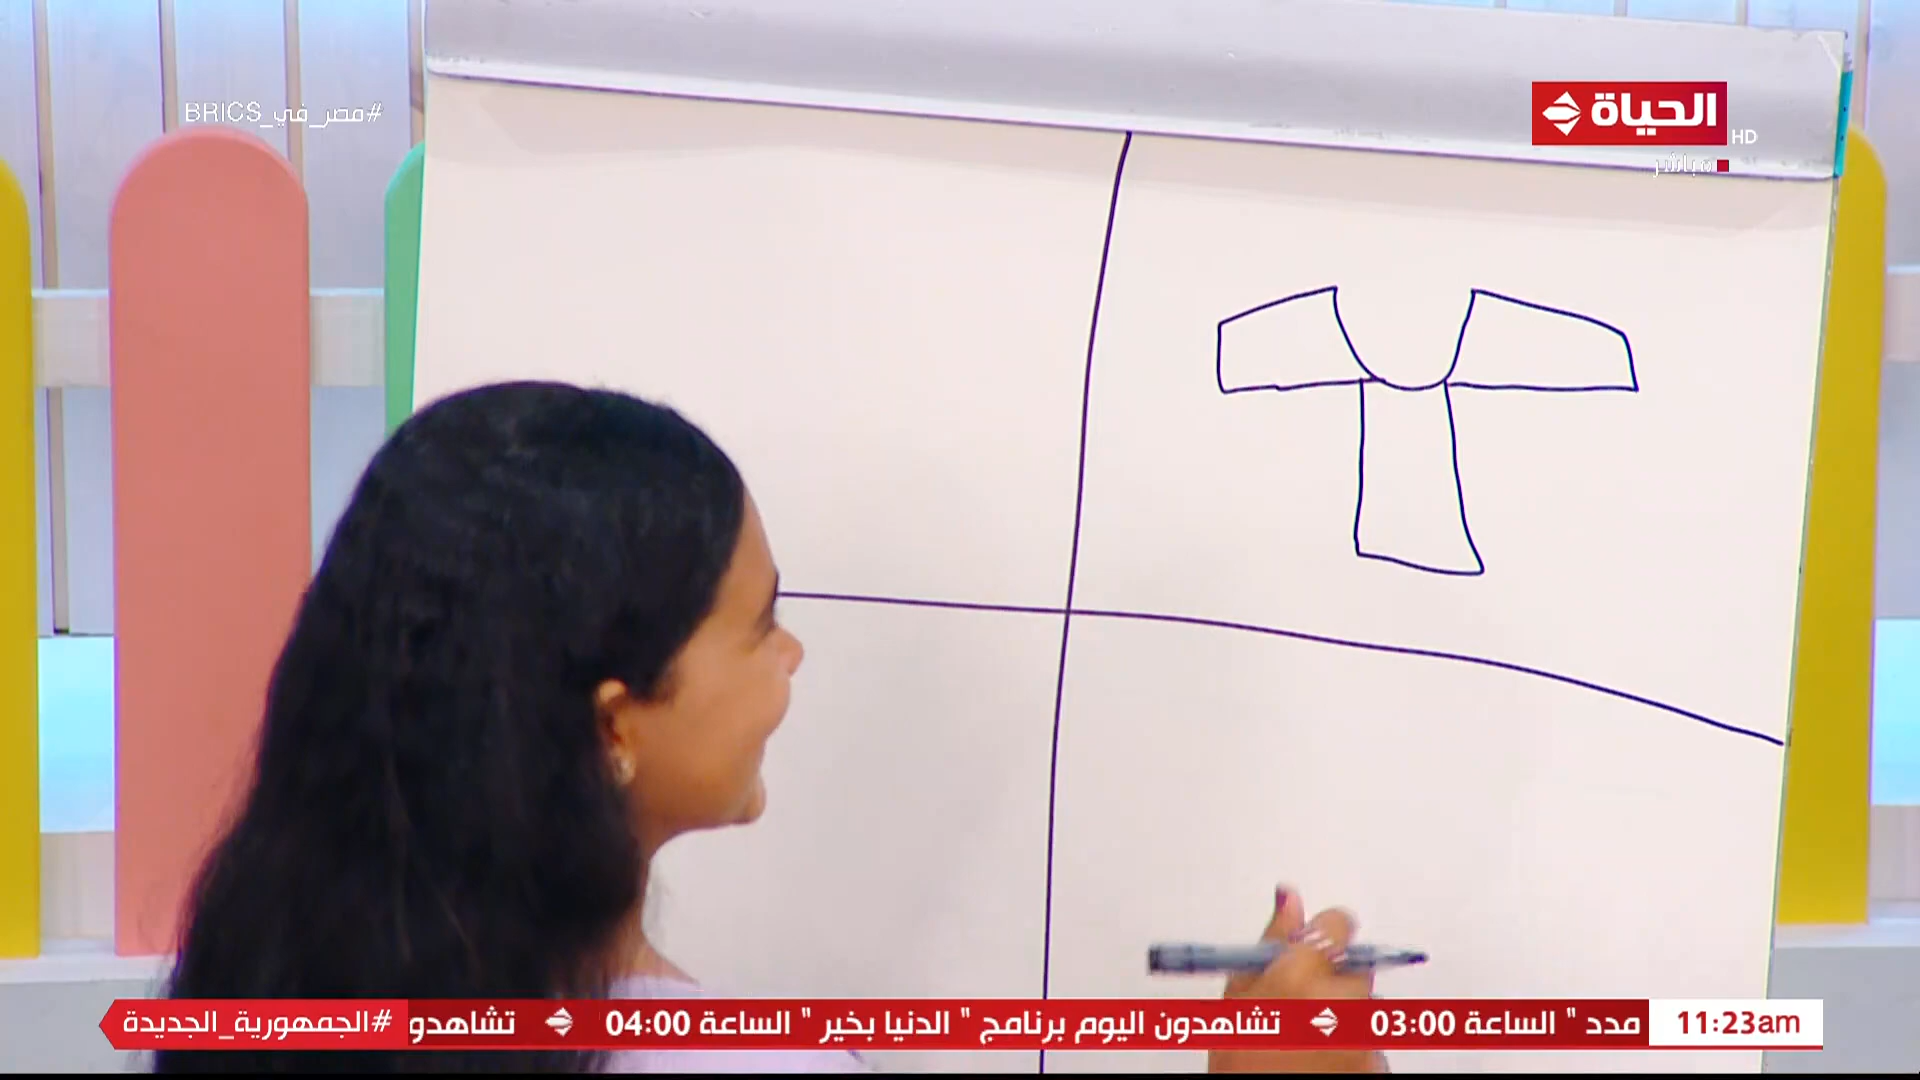 #مصر_في_BRICS
الحياة
HD
مباشر
#الجمهورية_الجديدة
مدد " الساعة 03:00 تشاهدون اليوم برنامج " الدنيا بخير " الساعة 04:00 تشاهدو
11:23am